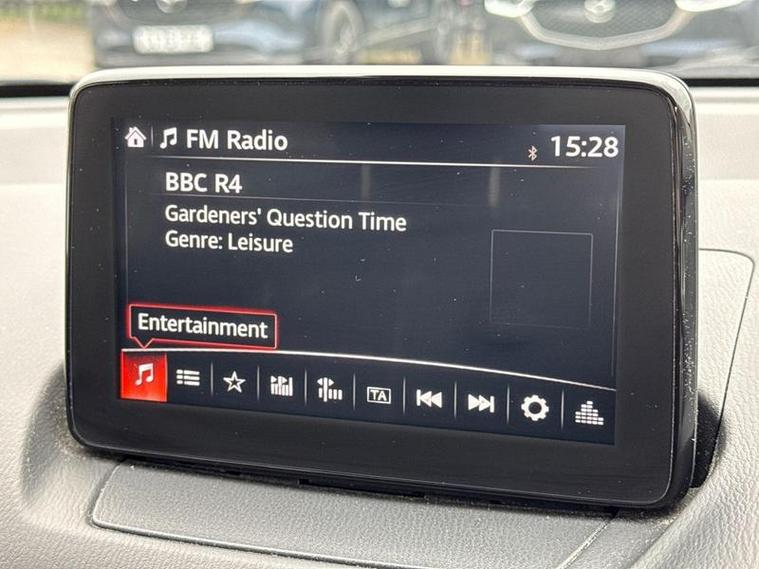 FM Radio
15:28
BBC R4
Gardeners' Question Time
Genre: Leisure
Entertainment
TA